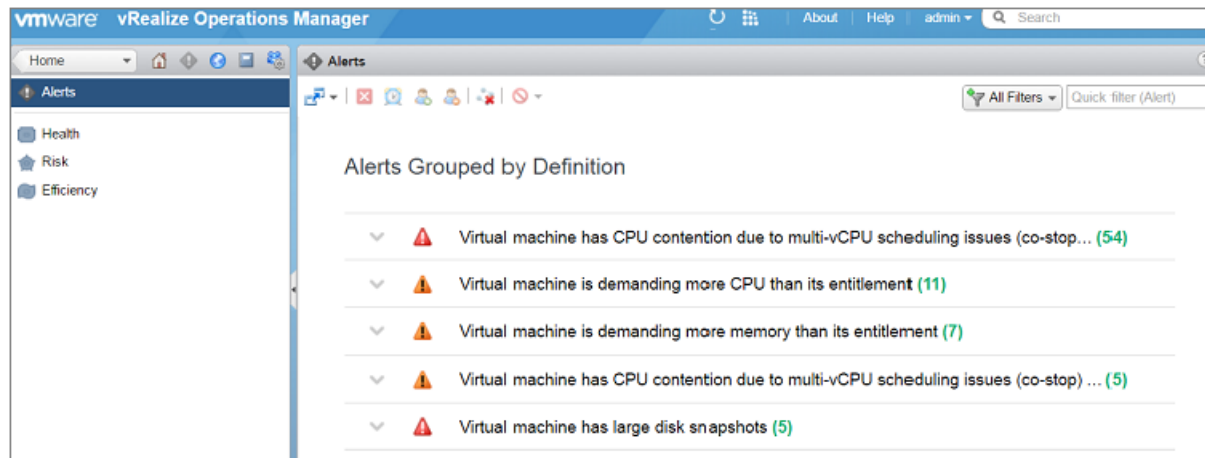 vmware vRealize Operations Manager
About | Help | admin Search
Home
Alerts
Alerts
Health
Risk
Efficiency
All Filters Quick filter (Alert)
Alerts Grouped by Definition
Virtual machine has CPU contention due to multi-vCPU scheduling issues (co-stop... (54)
Virtual machine is demanding more CPU than its entitlement (11)
Virtual machine is demanding more memory than its entitlement (7)
Virtual machine has CPU contention due to multi-vCPU scheduling issues (co-stop) ... (5)
Virtual machine has large disk snapshots (5)